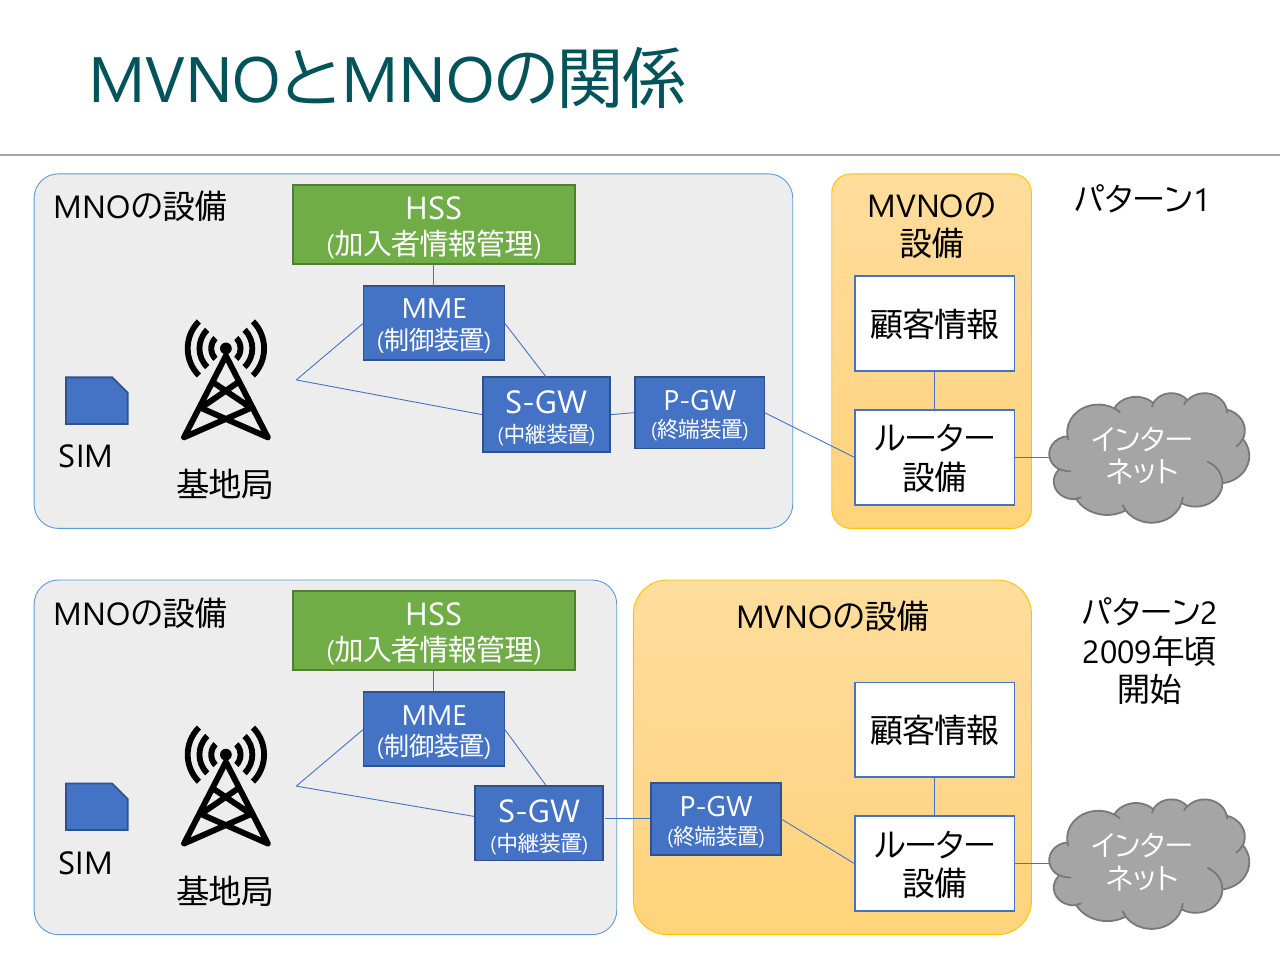 MVNOとMNOの関係
MNOの設備
HSS
(加入者情報管理)
MME
(制御装置)
S-GW
(中継装置)
P-GW
(終端装置)
SIM
基地局
MVNOの
設備
顧客情報
ルーター
設備
インター
ネット
パターン1
MNOの設備
HSS
(加入者情報管理)
MME
(制御装置)
S-GW
(中継装置)
SIM
基地局
MVNOの設備
P-GW
(終端装置)
顧客情報
ルーター
設備
インター
ネット
パターン2
2009年頃
開始